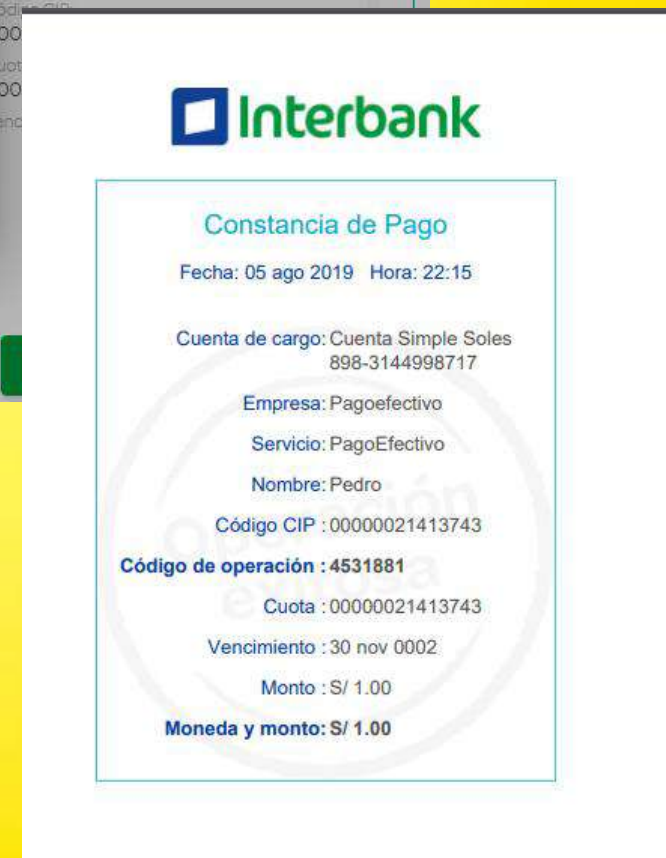 Interbank
Constancia de Pago
Fecha: 05 ago 2019 Hora: 22:15
Cuenta de cargo: Cuenta Simple Soles
898-3144998717
Empresa: Pagoefectivo
Servicio: PagoEfectivo
Nombre: Pedro
Código CIP : 00000021413743
Código de operación : 4531881
Cuota : 00000021413743
Vencimiento : 30 nov 0002
Monto : S/ 1.00
Moneda y monto: S/ 1.00
Operación
exitosa